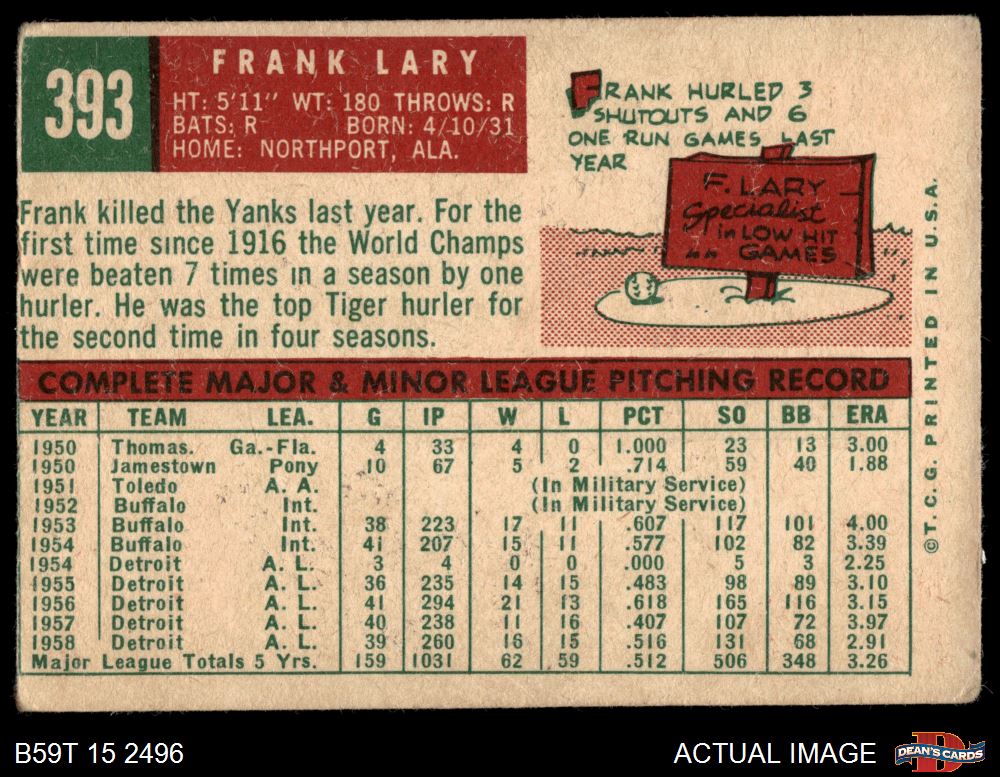 393
FRANK LARY
HT: 5'11" WT: 180 THROWS: R
BATS: R BORN: 4/10/31
HOME: NORTHPORT, ALA.
FRANK HURLED 3
SHUTOUTS AND 6
ONE RUN GAMES LAST
YEAR
F. LARY
Specialist
in LOW HIT
GAMES
Frank killed the Yanks last year. For the
first time since 1916 the World Champs
were beaten 7 times in a season by one
hurler. He was the top Tiger hurler for
the second time in four seasons.
COMPLETE MAJOR & MINOR LEAGUE PITCHING RECORD
YEAR TEAM LEA. G IP W L PCT SO BB ERA
1950 Thomas. Ga.-Fla. 4 33 4 0 1.000 23 13 3.00
1950 Jamestown Pony 10 67 5 2 .714 59 40 1.88
1951 Toledo A. A. (In Military Service)
1952 Buffalo Int. (In Military Service)
1953 Buffalo Int. 38 223 17 11 .607 117 101 4.00
1954 Buffalo Int. 41 207 15 11 .577 102 82 3.39
1954 Detroit A. L. 3 4 0 0 .000 5 3 2.25
1955 Detroit A. L. 36 235 14 15 .483 98 89 3.10
1956 Detroit A. L. 41 294 21 13 .618 165 116 3.15
1957 Detroit A. L. 40 238 11 16 .407 107 72 3.97
1958 Detroit A. L. 39 260 16 15 .516 131 68 2.91
Major League Totals 5 Yrs. 159 1031 62 59 .512 506 348 3.26
©T. C. G. PRINTED IN U.S.A.
B59T 15 2496
ACTUAL IMAGE
DEAN'S CARDS